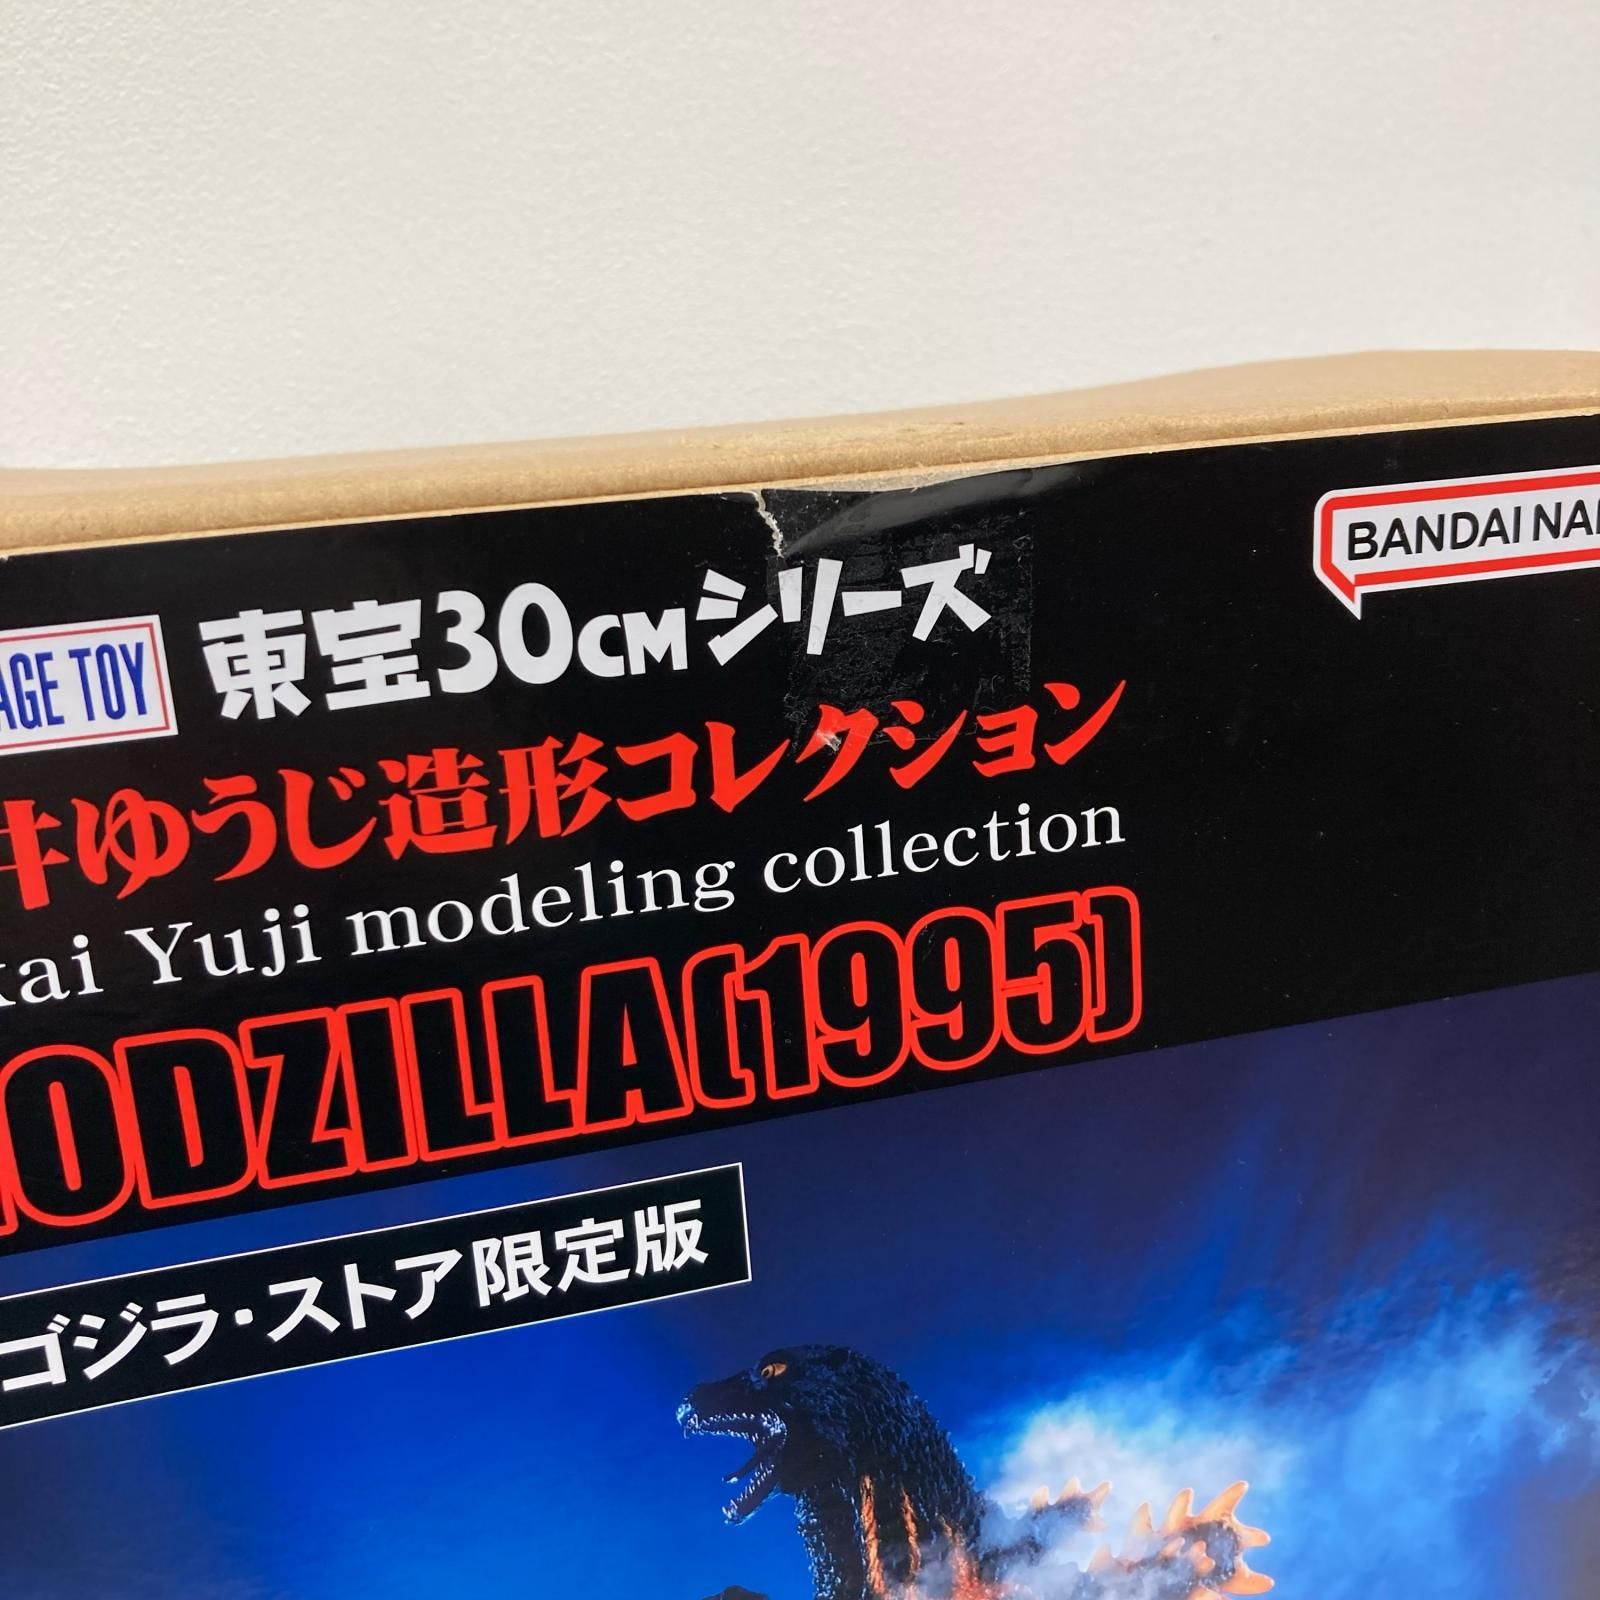 BANDAI NAM
AGE TOY
東宝30CMシリーズ
井ゆうじ造形コレクション
kai Yuji modeling collection
GODZILLA(1995)
ゴジラ・ストア限定版